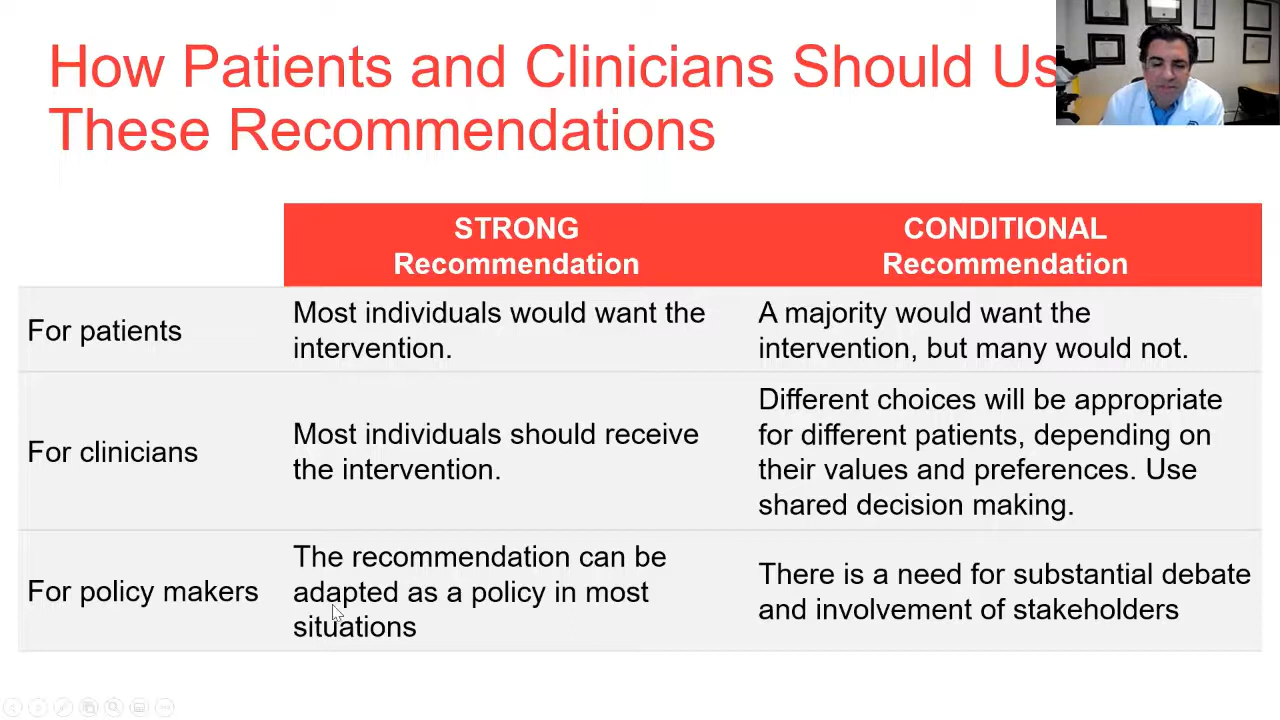 How Patients and Clinicians Should Us
These Recommendations
STRONG
Recommendation
CONDITIONAL
Recommendation
For patients
Most individuals would want the
intervention.
A majority would want the
intervention, but many would not.
For clinicians
Most individuals should receive
the intervention.
Different choices will be appropriate
for different patients, depending on
their values and preferences. Use
shared decision making.
For policy makers
The recommendation can be
adapted as a policy in most
situations
There is a need for substantial debate
and involvement of stakeholders